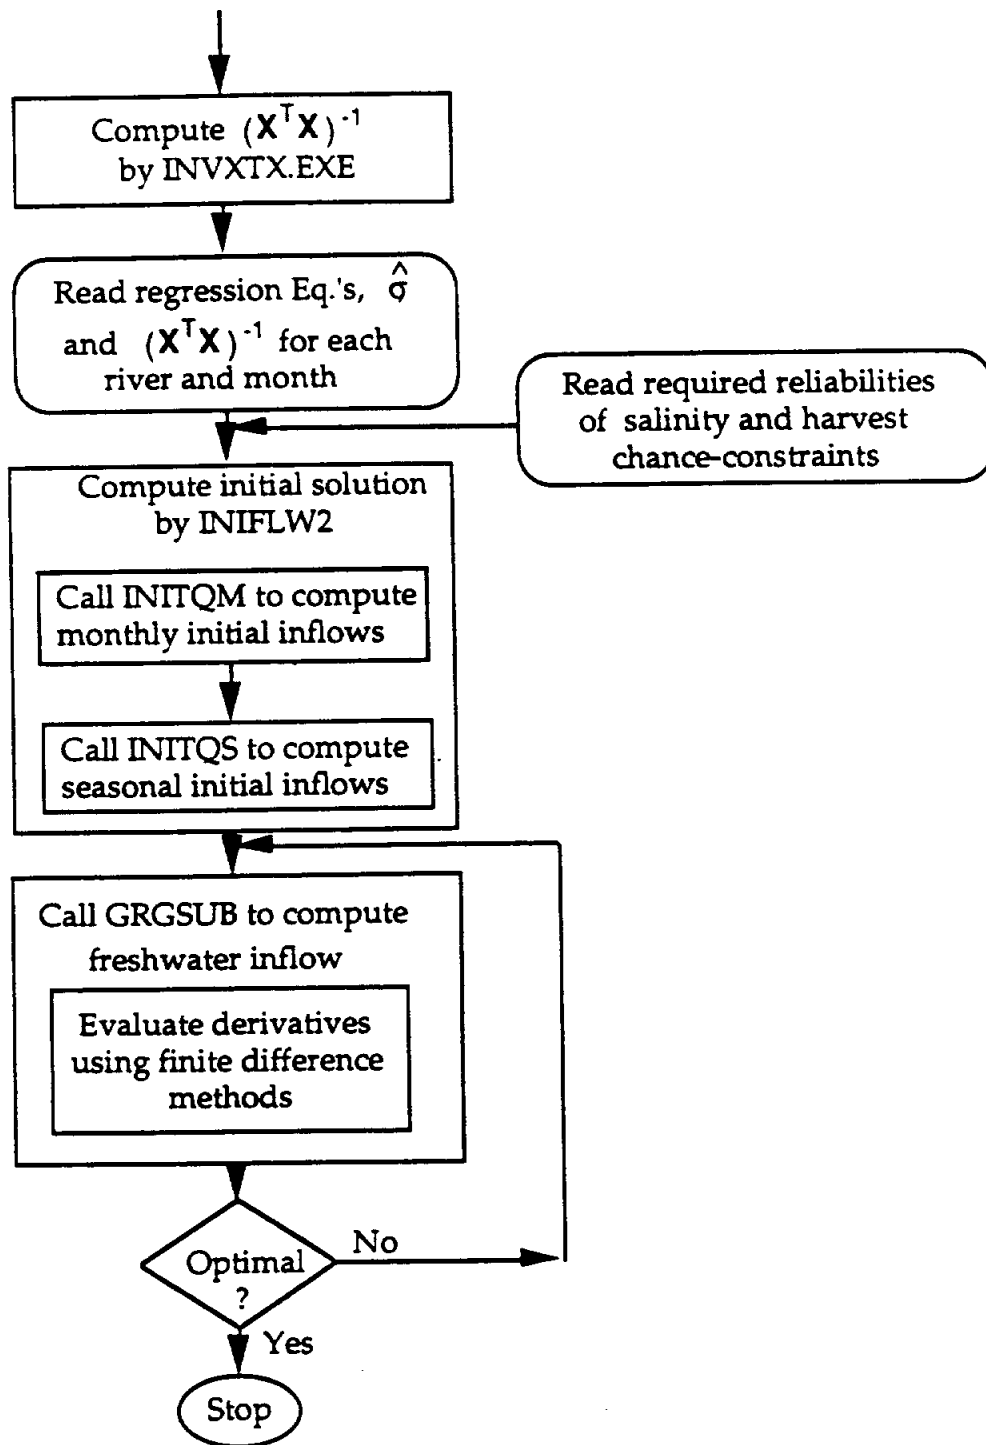 Compute (X^T X)^-1
by INVXTX.EXE
Read regression Eq.'s, σ̂
and (X^T X)^-1 for each
river and month
Read required reliabilities
of salinity and harvest
chance-constraints
Compute initial solution
by INIFLW2
Call INITQM to compute
monthly initial inflows
Call INITQS to compute
seasonal initial inflows
Call GRGSUB to compute
freshwater inflow
Evaluate derivatives
using finite difference
methods
Optimal
?
No
Yes
Stop